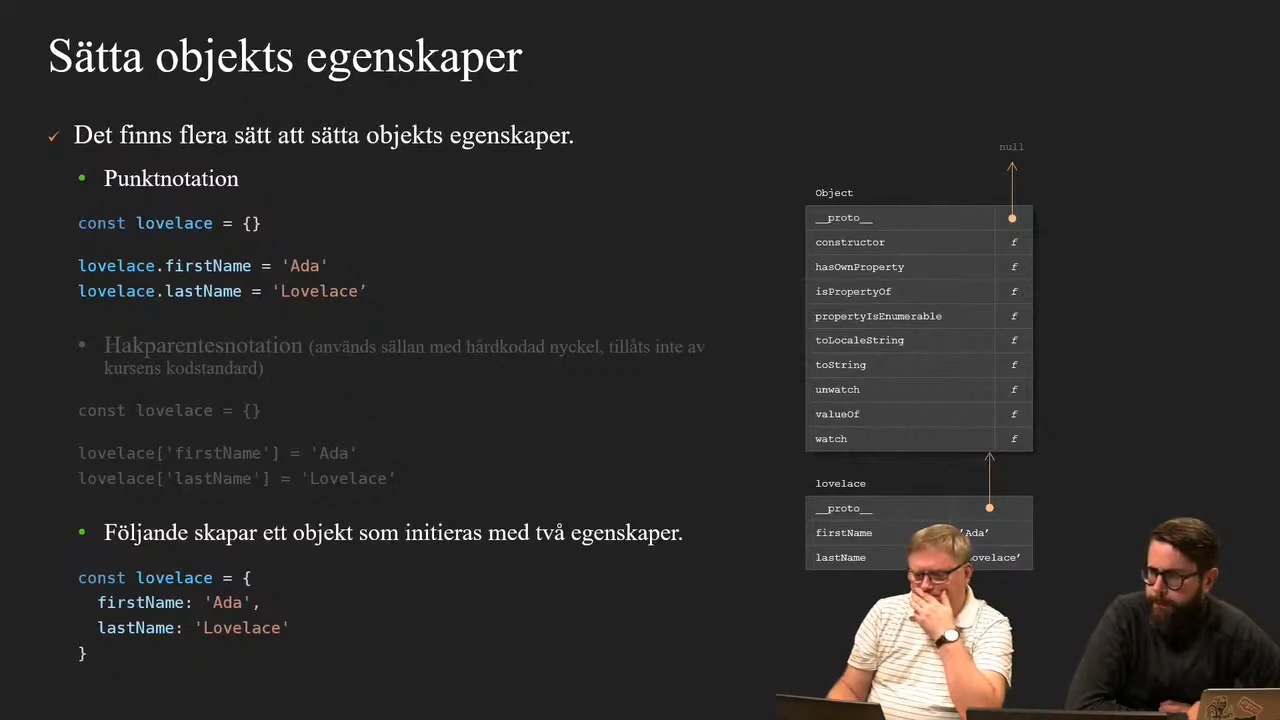 Sätta objekts egenskaper
✓ Det finns flera sätt att sätta objekts egenskaper.
• Punktnotation
const lovelace = {}
lovelace.firstName = 'Ada'
lovelace.lastName = 'Lovelace’
• Hakparentesnotation (används sällan med hårdkodad nyckel, tillåts inte av
kursens kodstandard)
const lovelace = {}
lovelace['firstName'] = 'Ada'
lovelace['lastName'] = 'Lovelace’
• Följande skapar ett objekt som initieras med två egenskaper.
const lovelace = {
firstName: 'Ada',
lastName: 'Lovelace'
}
null
Object
__proto__
constructor f
hasOwnProperty f
isPropertyOf f
propertyIsEnumerable f
toLocaleString f
toString f
unwatch f
valueOf f
watch f
lovelace
__proto__
firstName ’Ada’
lastName ovelace’